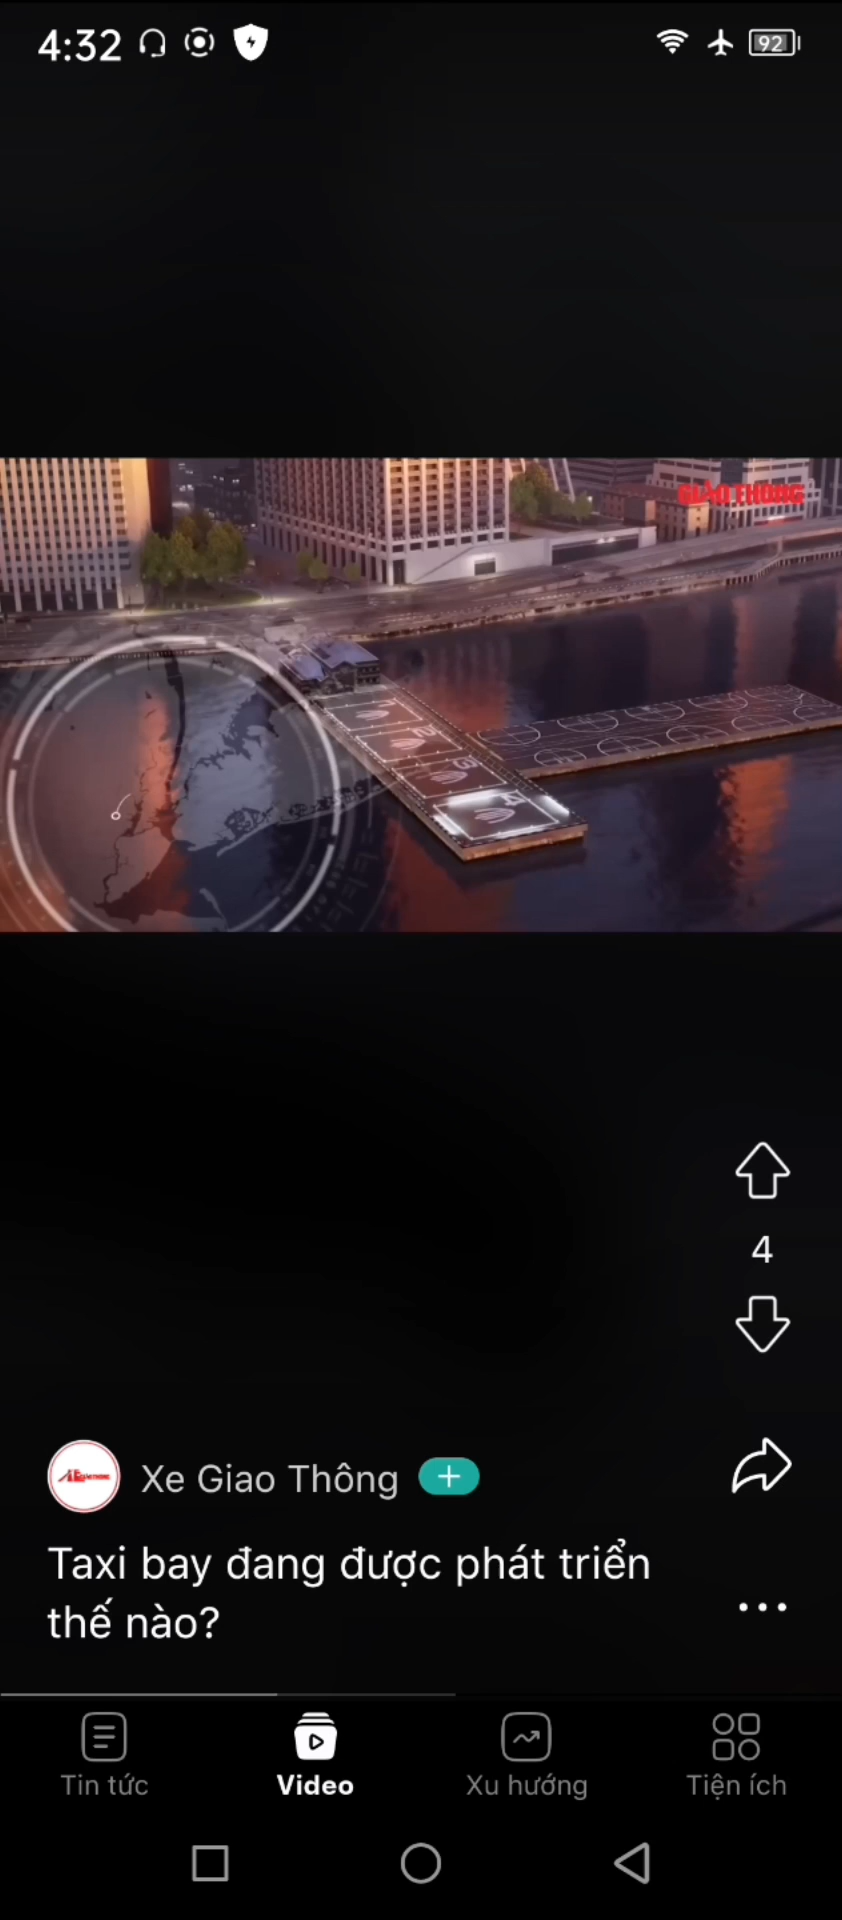 4:32
92
GIAO THÔNG
4
Xe Giao Thông
Taxi bay đang được phát triển
thế nào?
Tin tức
Video
Xu hướng
Tiện ích